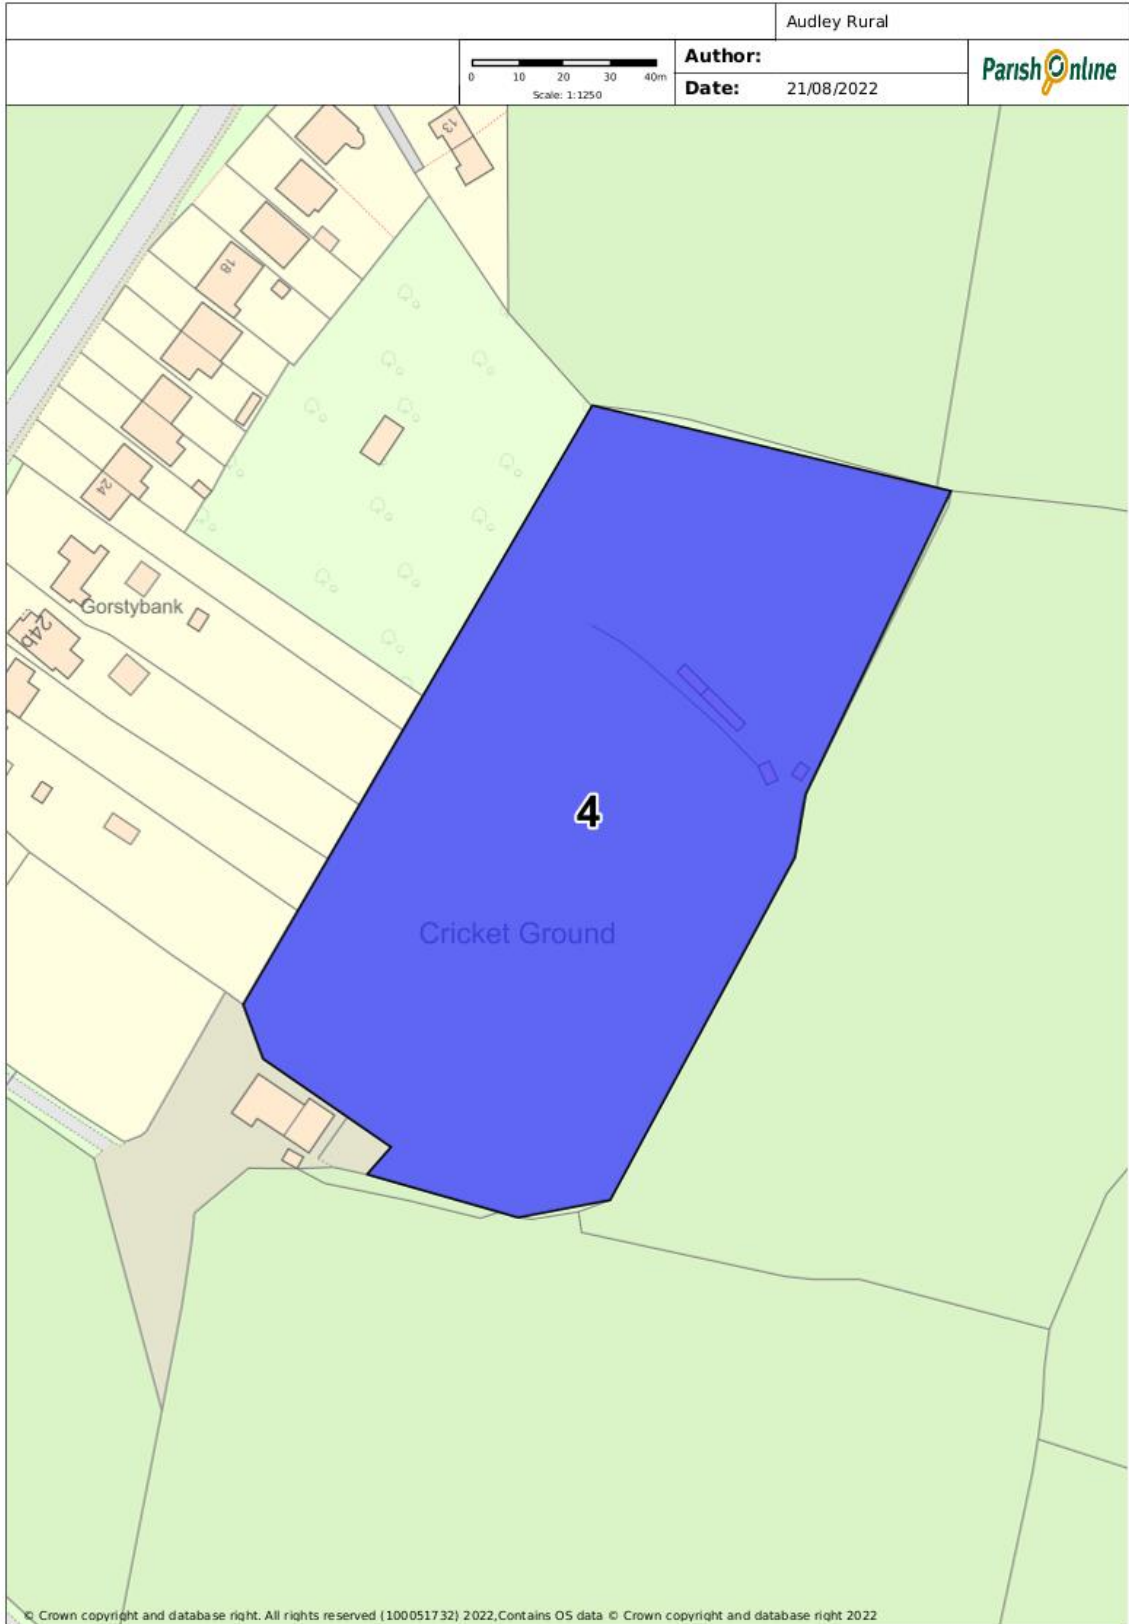 Audley Rural
Author:
Date: 21/08/2022
0 10 20 30 40m
Scale: 1:1250
Parish Online
13
18
24
Gorstybank
24b
4
Cricket Ground
© Crown copyright and database right. All rights reserved (100051732) 2022,Contains OS data © Crown copyright and database right 2022